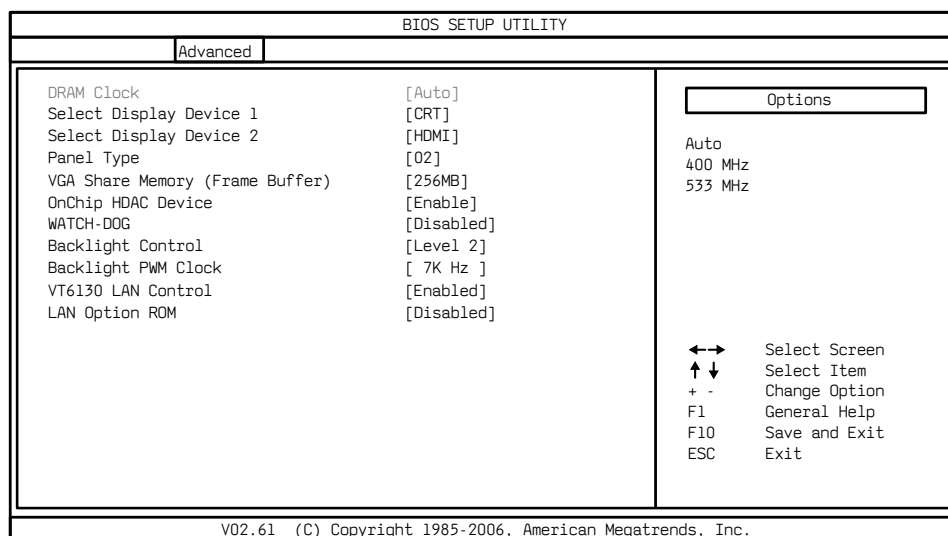 BIOS SETUP UTILITY
Advanced
DRAM Clock [Auto]
Select Display Device 1 [CRT]
Select Display Device 2 [HDMI]
Panel Type [02]
VGA Share Memory (Frame Buffer) [256MB]
OnChip HDAC Device [Enable]
WATCH-DOG [Disabled]
Backlight Control [Level 2]
Backlight PWM Clock [ 7K Hz ]
VT6130 LAN Control [Enabled]
LAN Option ROM [Disabled]
Options
Auto
400 MHz
533 MHz
←→ Select Screen
↑↓ Select Item
+ - Change Option
F1 General Help
F10 Save and Exit
ESC Exit
V02.61 (C) Copyright 1985-2006, American Megatrends, Inc.